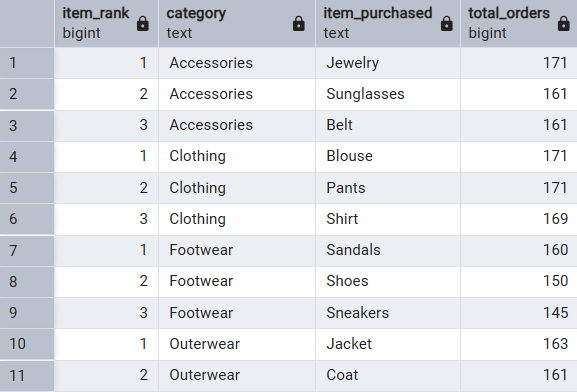 item_rank category item_purchased total_orders
bigint text text bigint
1 1 Accessories Jewelry 171
2 2 Accessories Sunglasses 161
3 3 Accessories Belt 161
4 1 Clothing Blouse 171
5 2 Clothing Pants 171
6 3 Clothing Shirt 169
7 1 Footwear Sandals 160
8 2 Footwear Shoes 150
9 3 Footwear Sneakers 145
10 1 Outerwear Jacket 163
11 2 Outerwear Coat 161